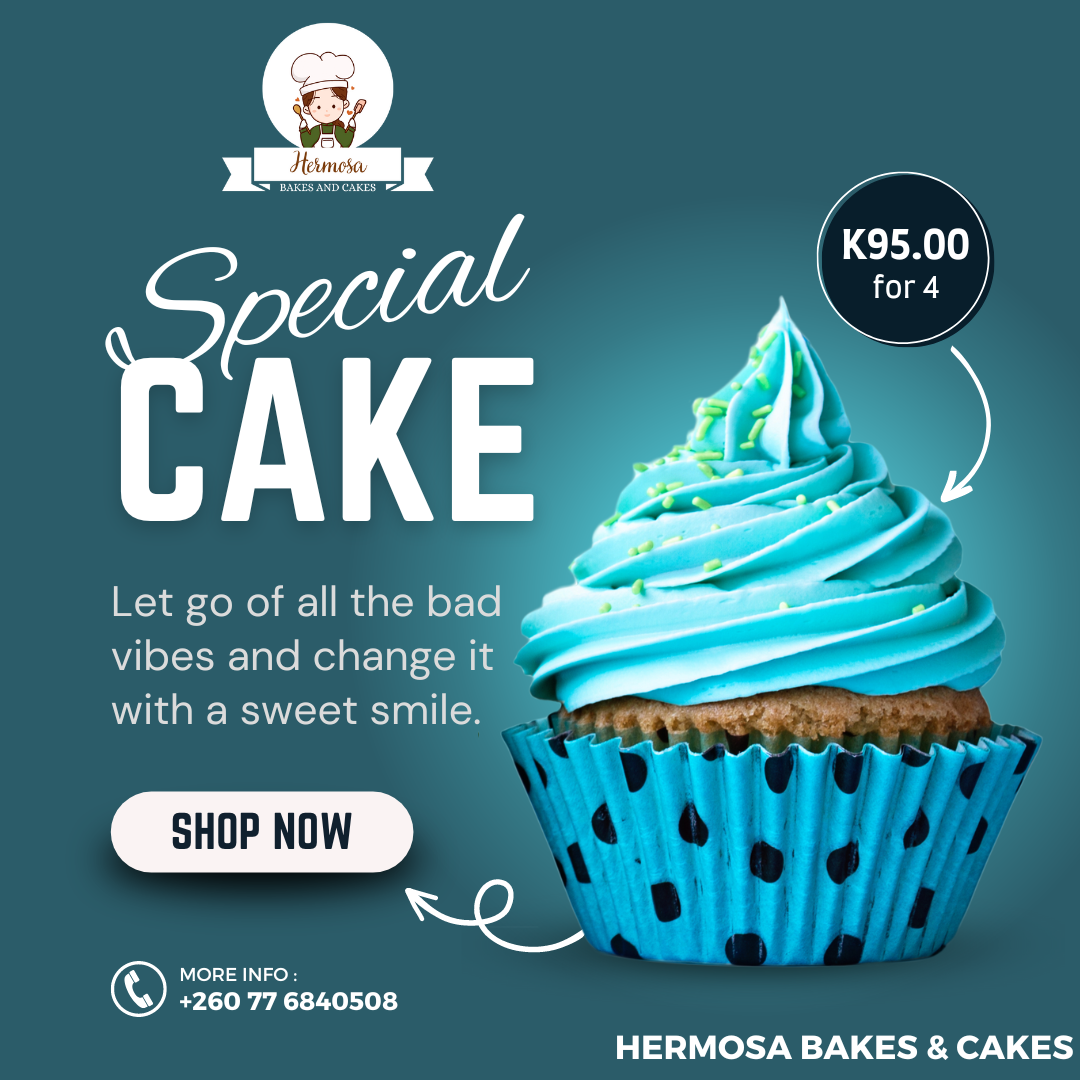 Hermosa
BAKES AND CAKES
Special
CAKE
K95.00
for 4
Let go of all the bad
vibes and change it
with a sweet smile.
SHOP NOW
MORE INFO :
+260 77 6840508
HERMOSA BAKES & CAKES